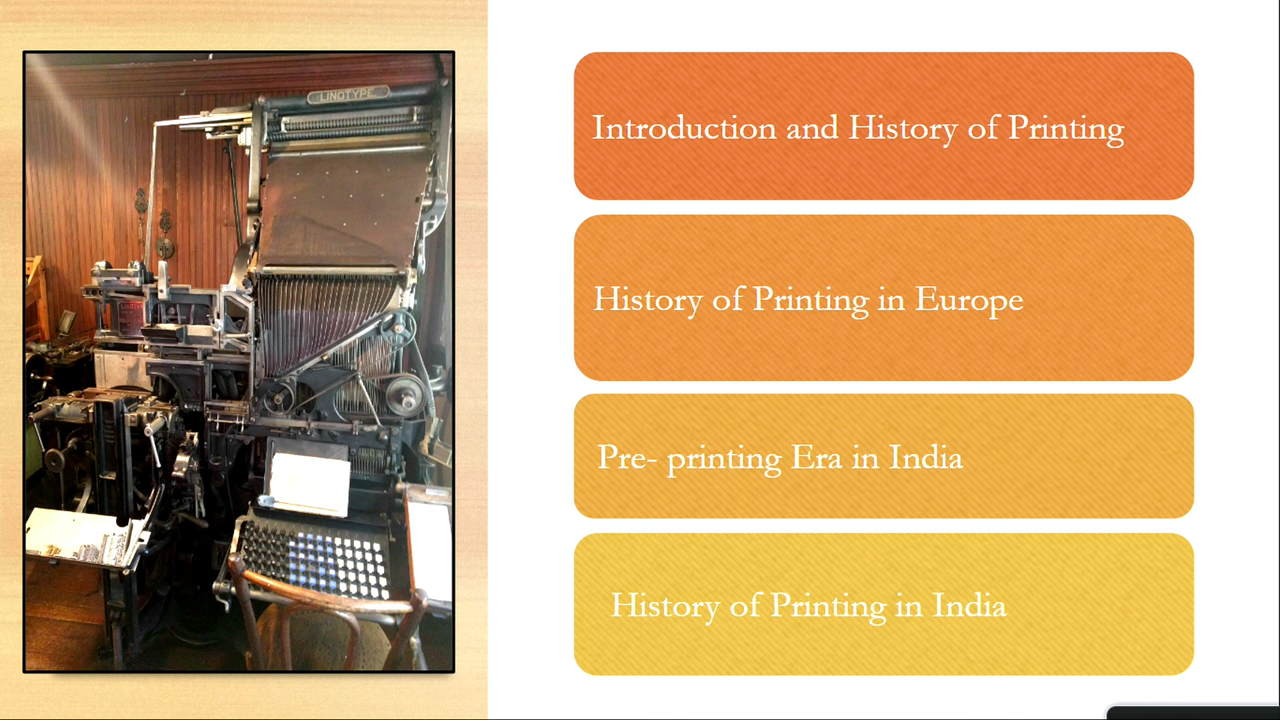 LINOTYPE
Introduction and History of Printing
History of Printing in Europe
Pre- printing Era in India
History of Printing in India